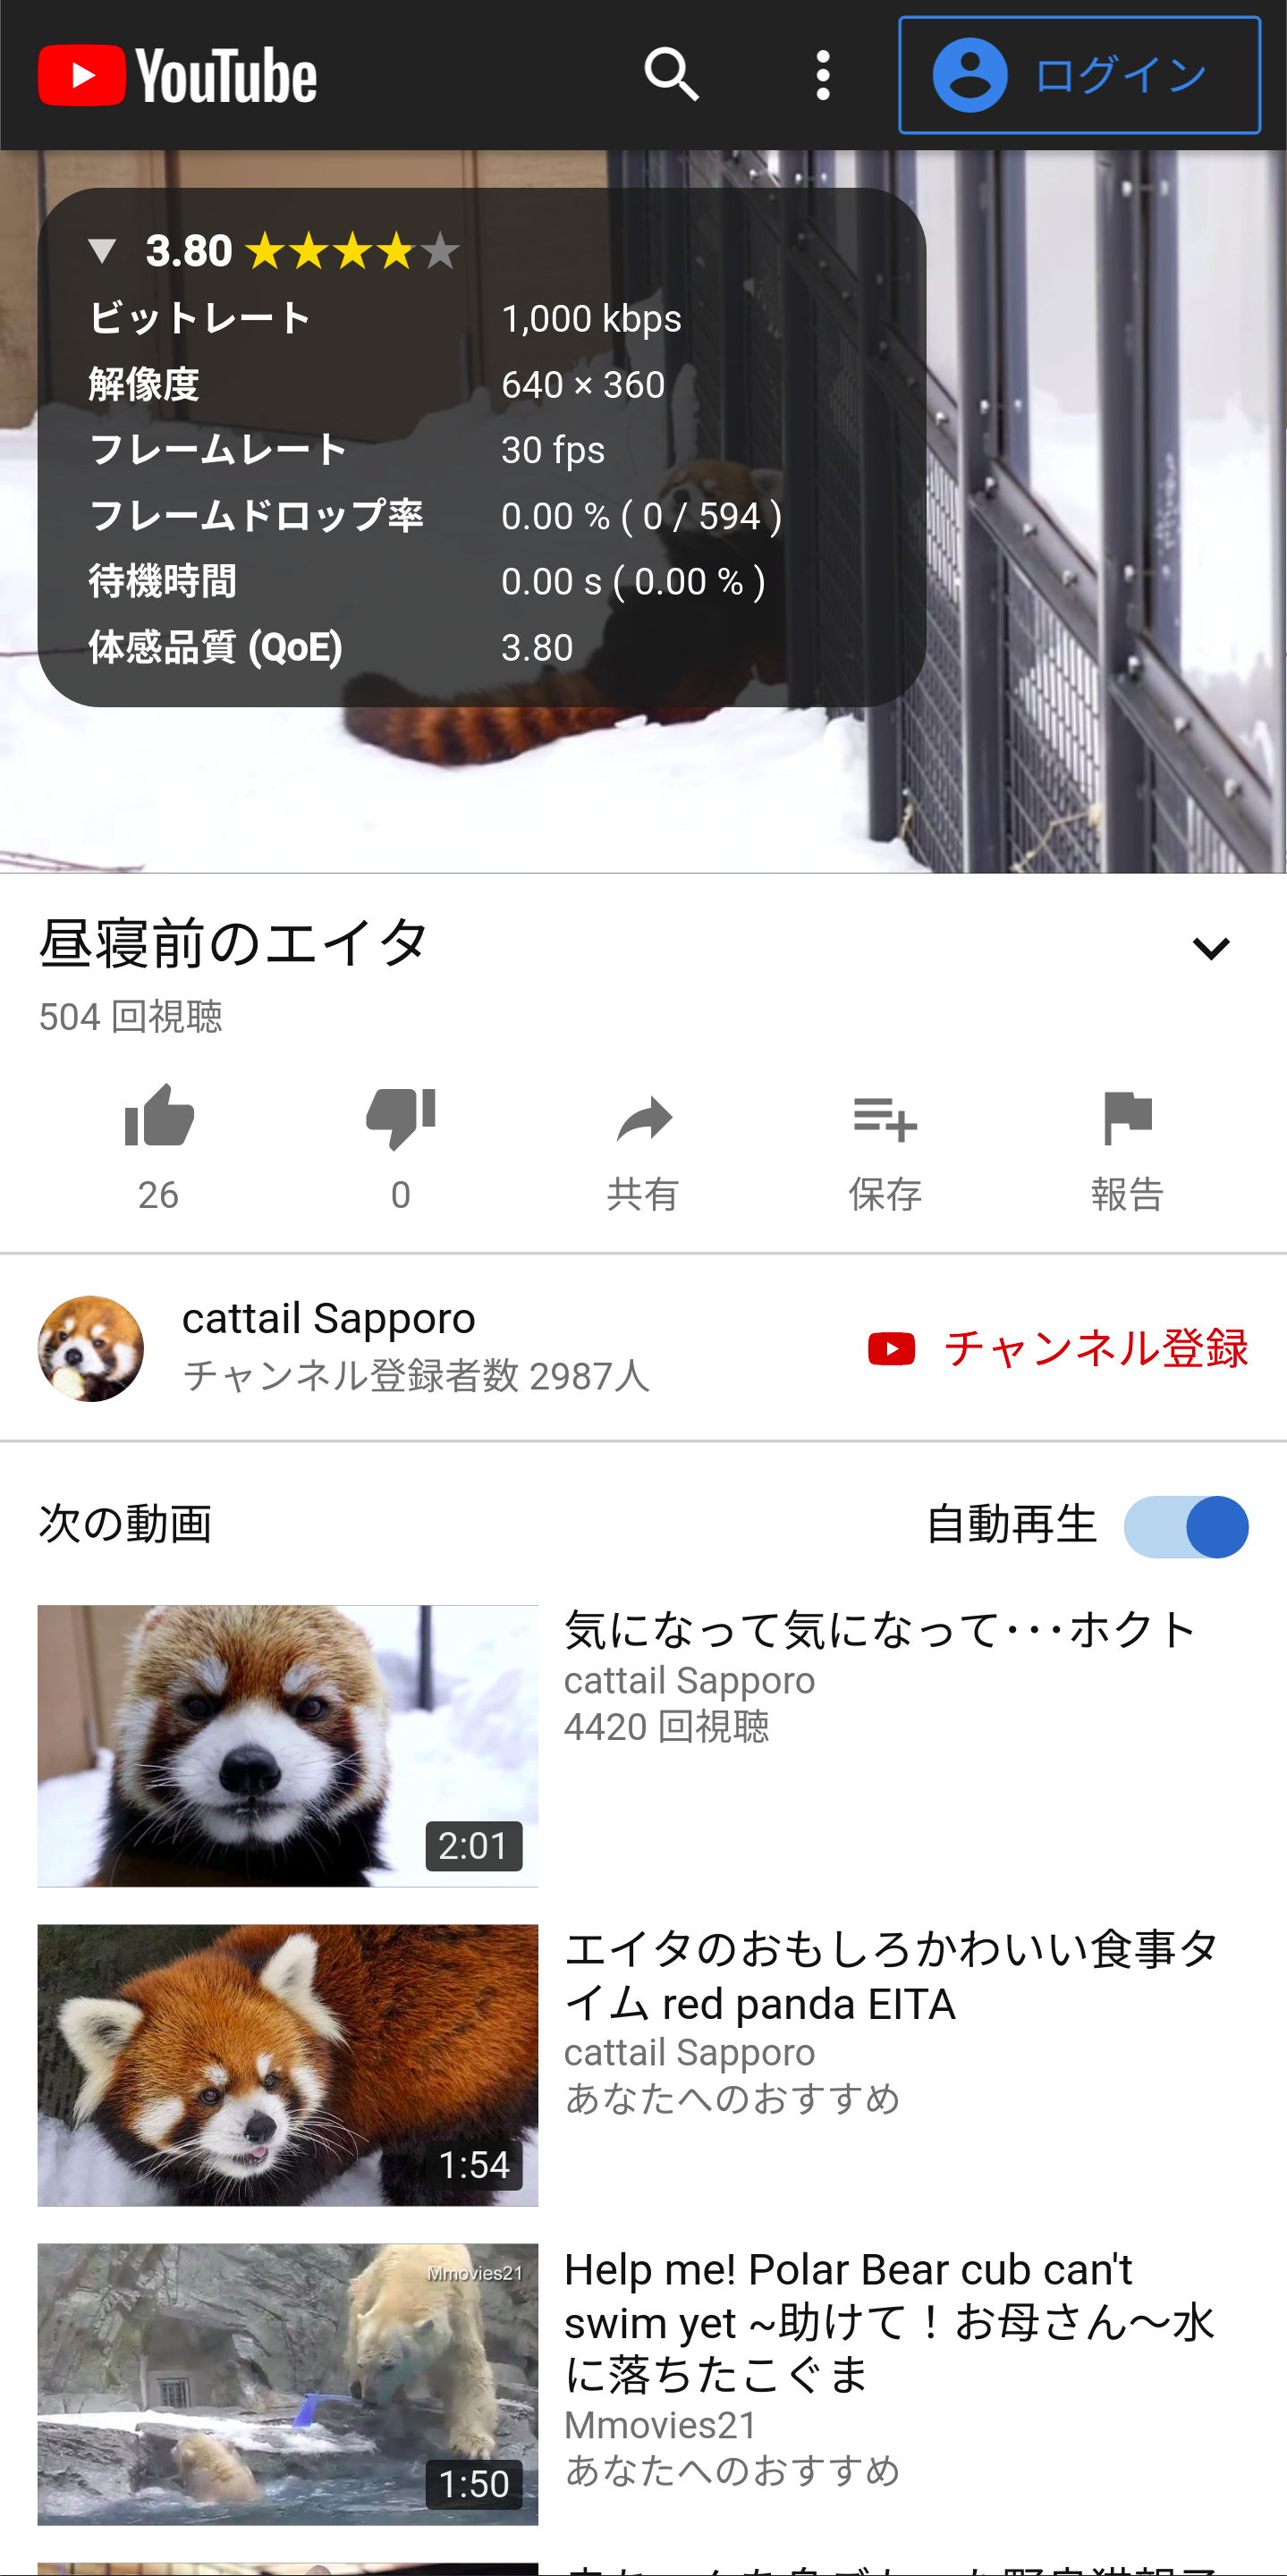 YouTube
ログイン
▼ 3.80 ★★★★★
ビットレート 1,000 kbps
解像度 640 × 360
フレームレート 30 fps
フレームドロップ率 0.00 % ( 0 / 594 )
待機時間 0.00 s ( 0.00 % )
体感品質 (QoE) 3.80
昼寝前のエイタ
504 回視聴
26 0 共有 保存 報告
cattail Sapporo
チャンネル登録者数 2987人
チャンネル登録
次の動画 自動再生
気になって気になって･･･ホクト
cattail Sapporo
4420 回視聴
2:01
エイタのおもしろかわいい食事タ
イム red panda EITA
cattail Sapporo
あなたへのおすすめ
1:54
Mmovies21
Help me! Polar Bear cub can't
swim yet ~助けて！お母さん～水
に落ちたこぐま
Mmovies21
あなたへのおすすめ
1:50